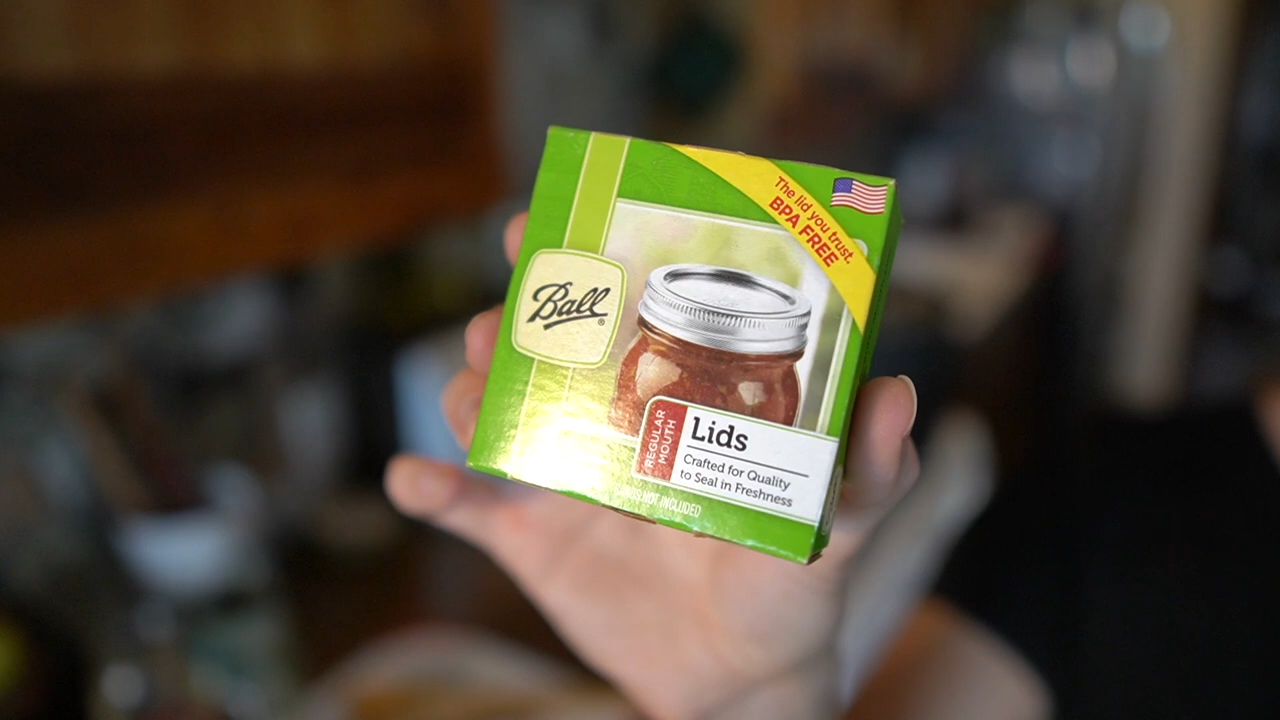 The lid you trust.
BPA FREE
Ball®
REGULAR
MOUTH
Lids
Crafted for Quality
to Seal in Freshness
NOT INCLUDED